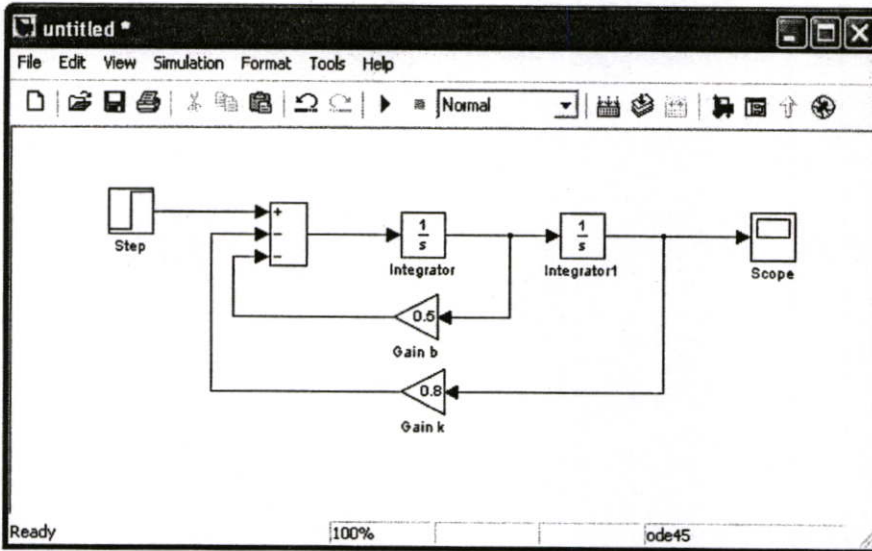 untitled *
File Edit View Simulation Format Tools Help
Normal
Step
+
−
−
1
s
Integrator
1
s
Integrator1
Scope
0.5
Gain b
0.8
Gain k
Ready 100% ode45